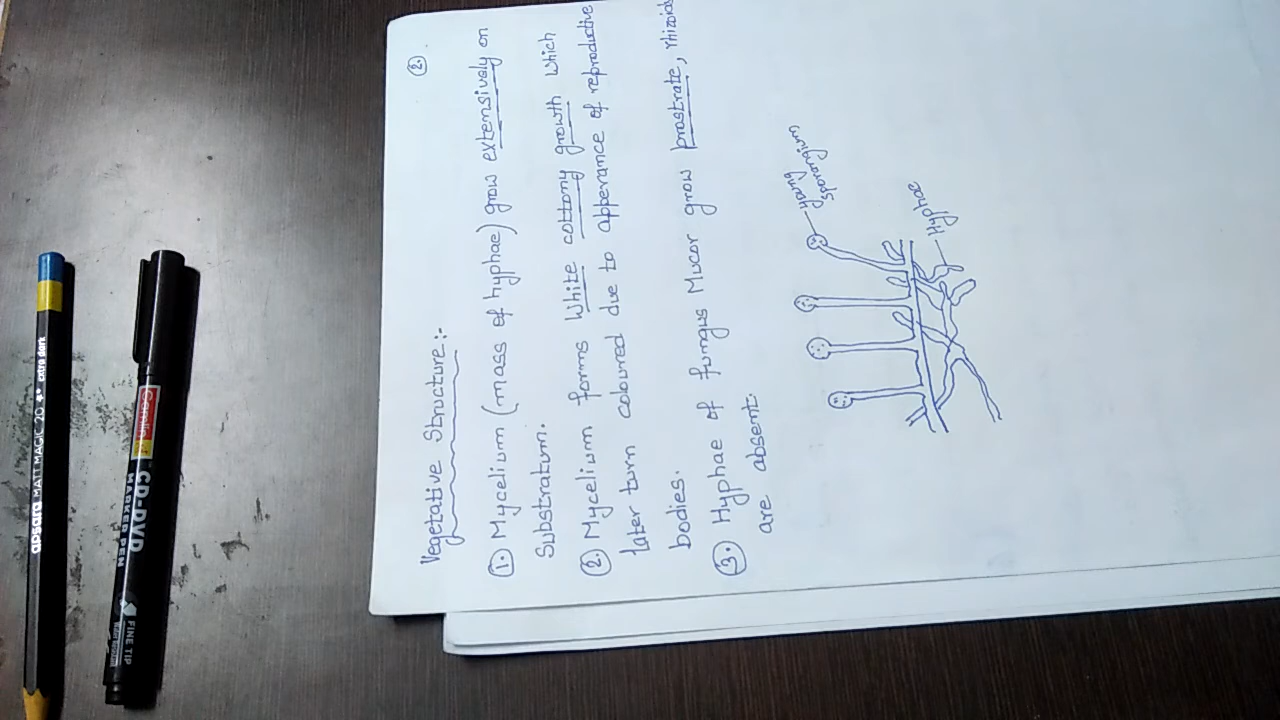 ②
Vegetative Structure:-
①. Mycelium (mass of hyphae) grow extensively on
Substratum.
②. Mycelium forms White cottony growth which
later turn coloured due to apperance of reproductive
bodies.
③. Hyphae of fungus Mucor grow prostrate, rhizoids
are absent.
yang
sporangium
Hyphae
apsara MATT MAGIC 2.0 extra dark
Camlin
CD-DVD
MARKER PEN
FINE TIP